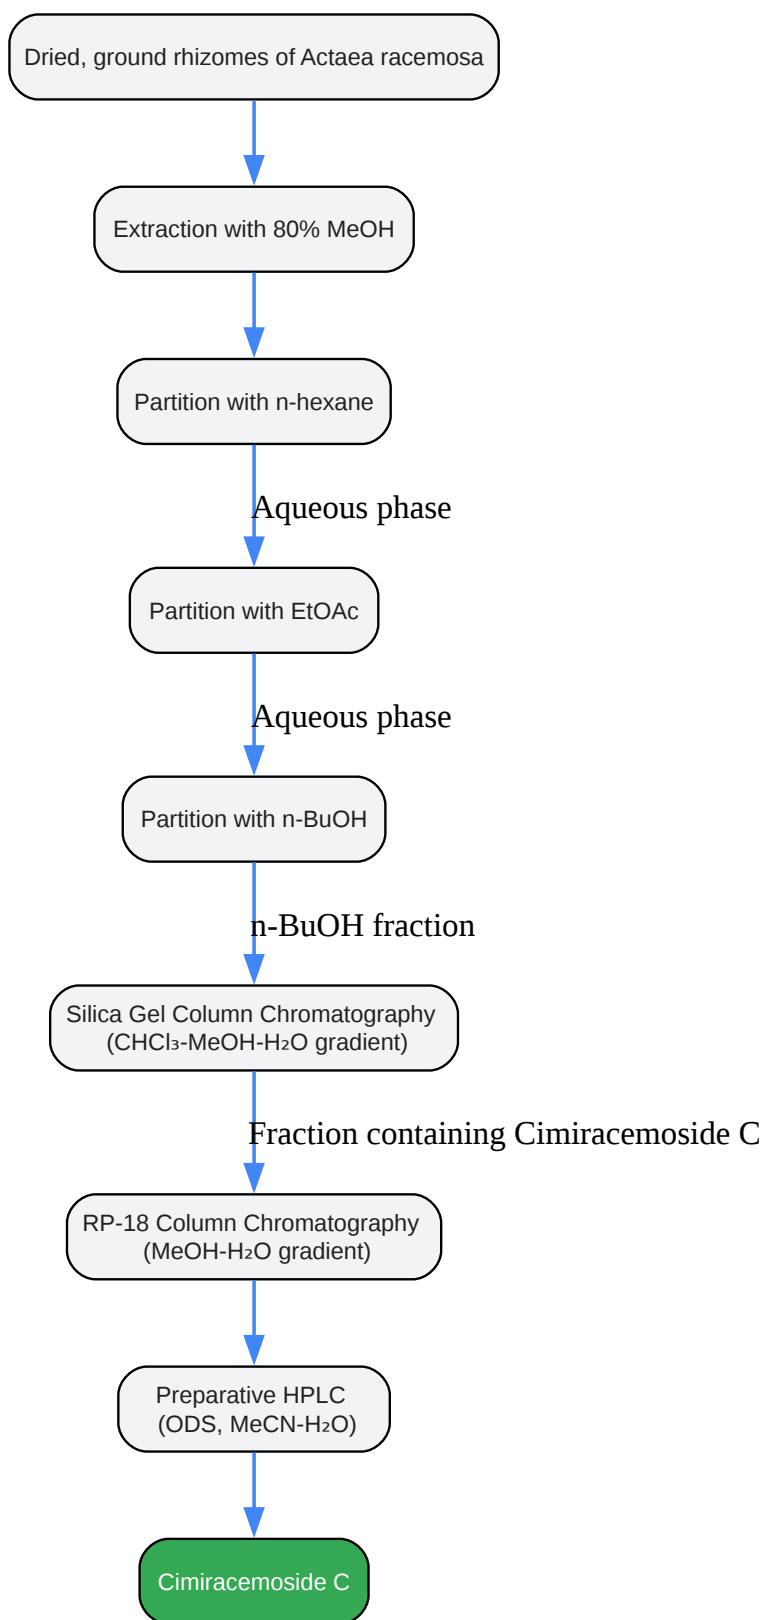 Dried, ground rhizomes of Actaea racemosa
Extraction with 80% MeOH
Partition with n-hexane
Aqueous phase
Partition with EtOAc
Aqueous phase
Partition with n-BuOH
n-BuOH fraction
Silica Gel Column Chromatography
(CHCl₃-MeOH-H₂O gradient)
Fraction containing Cimiracemoside C
RP-18 Column Chromatography
(MeOH-H₂O gradient)
Preparative HPLC
(ODS, MeCN-H₂O)
Cimiracemoside C